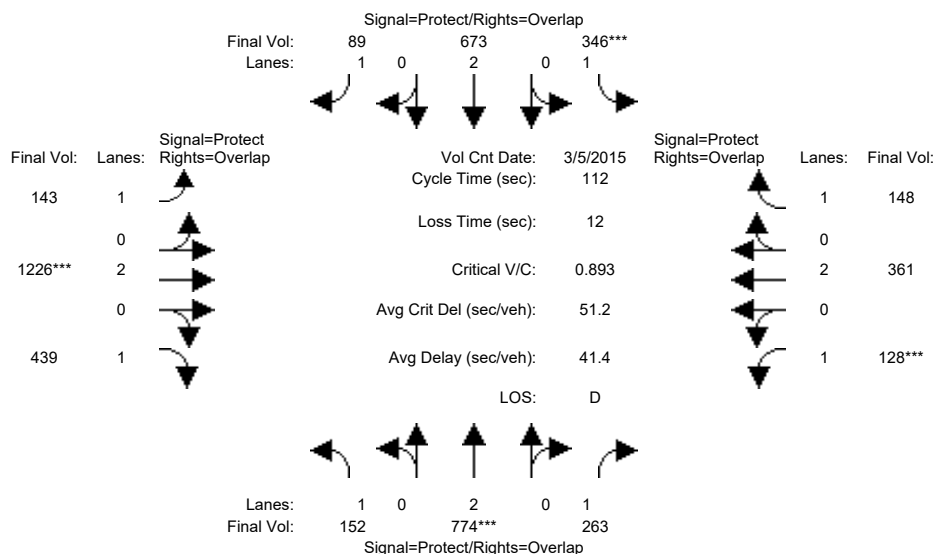 Signal=Protect/Rights=Overlap
Final Vol: 89 673 346***
Lanes: 1 0 2 0 1
Signal=Protect
Final Vol: Lanes: Rights=Overlap
Vol Cnt Date: 3/5/2015
Signal=Protect
Rights=Overlap Lanes: Final Vol:
Cycle Time (sec): 112
143 1
1 148
Loss Time (sec): 12
0
0
1226*** 2
Critical V/C: 0.893
2 361
0
Avg Crit Del (sec/veh): 51.2
0
439 1
Avg Delay (sec/veh): 41.4
1 128***
LOS: D
Lanes: 1 0 2 0 1
Final Vol: 152 774*** 263
Signal=Protect/Rights=Overlap